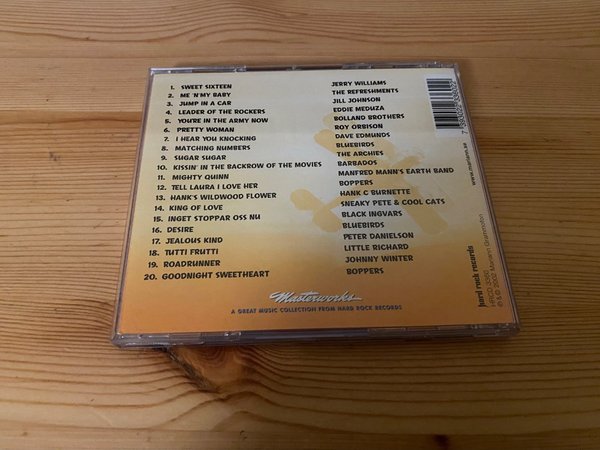 1. SWEET SIXTEEN JERRY WILLIAMS
2. ME 'N' MY BABY THE REFRESHMENTS
3. JUMP IN A CAR JILL JOHNSON
4. LEADER OF THE ROCKERS EDDIE MEDUZA
5. YOU'RE IN THE ARMY NOW BOLLAND BROTHERS
6. PRETTY WOMAN ROY ORBISON
7. I HEAR YOU KNOCKING DAVE EDMUNDS
8. MATCHING NUMBERS BLUEBIRDS
9. SUGAR SUGAR THE ARCHIES
10. KISSIN' IN THE BACKROW OF THE MOVIES BARBADOS
11. MIGHTY QUINN MANFRED MANN'S EARTH BAND
12. TELL LAURA I LOVE HER BOPPERS
13. HANK'S WILDWOOD FLOWER HANK C BURNETTE
14. KING OF LOVE SNEAKY PETE & COOL CATS
15. INGET STOPPAR OSS NU BLACK INGVARS
16. DESIRE BLUEBIRDS
17. JEALOUS KIND PETER DANIELSON
18. TUTTI FRUTTI LITTLE RICHARD
19. ROADRUNNER JOHNNY WINTER
20. GOODNIGHT SWEETHEART BOPPERS
Masterworks
A GREAT MUSIC COLLECTION FROM HARD ROCK RECORDS
www.mariann.se
hard rock records
℗ & © 2002 Mariann Grammofon